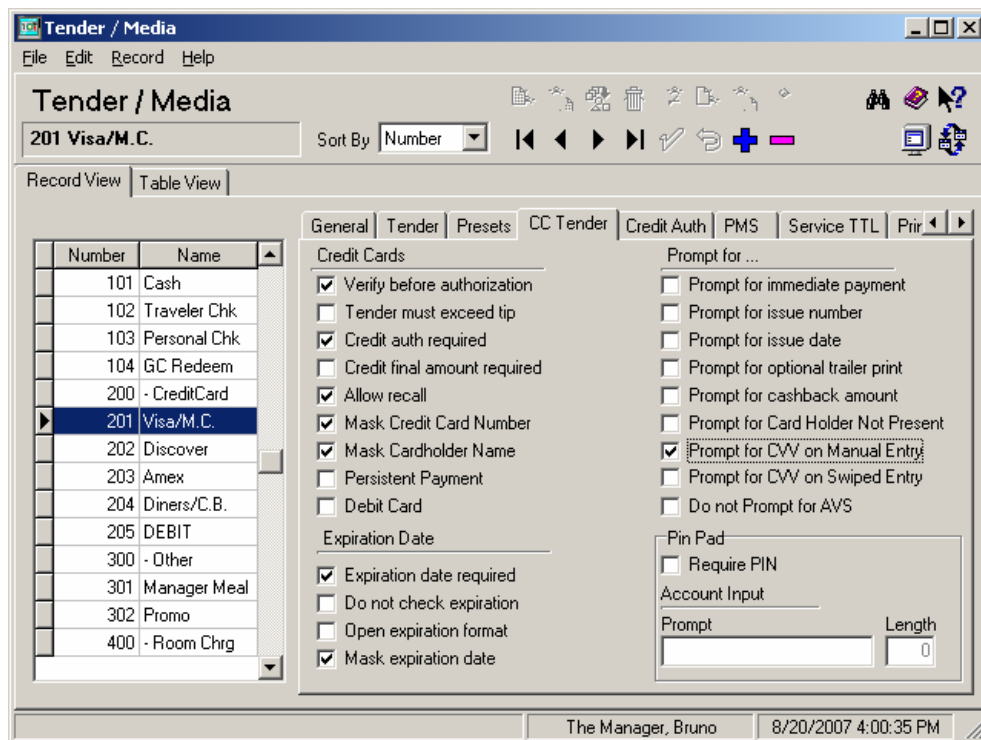 Tender / Media
File Edit Record Help
Tender / Media
201 Visa/M.C.
Sort By Number
Record View Table View
General Tender Presets CC Tender Credit Auth PMS Service TTL Prir
Number Name
101 Cash
102 Traveler Chk
103 Personal Chk
104 GC Redeem
200 - CreditCard
201 Visa/M.C.
202 Discover
203 Amex
204 Diners/C.B.
205 DEBIT
300 - Other
301 Manager Meal
302 Promo
400 - Room Chrg
Credit Cards
Verify before authorization
Tender must exceed tip
Credit auth required
Credit final amount required
Allow recall
Mask Credit Card Number
Mask Cardholder Name
Persistent Payment
Debit Card
Expiration Date
Expiration date required
Do not check expiration
Open expiration format
Mask expiration date
Prompt for ...
Prompt for immediate payment
Prompt for issue number
Prompt for issue date
Prompt for optional trailer print
Prompt for cashback amount
Prompt for Card Holder Not Present
Prompt for CVV on Manual Entry
Prompt for CVV on Swiped Entry
Do not Prompt for AVS
Pin Pad
Require PIN
Account Input
Prompt Length
0
The Manager, Bruno 8/20/2007 4:00:35 PM